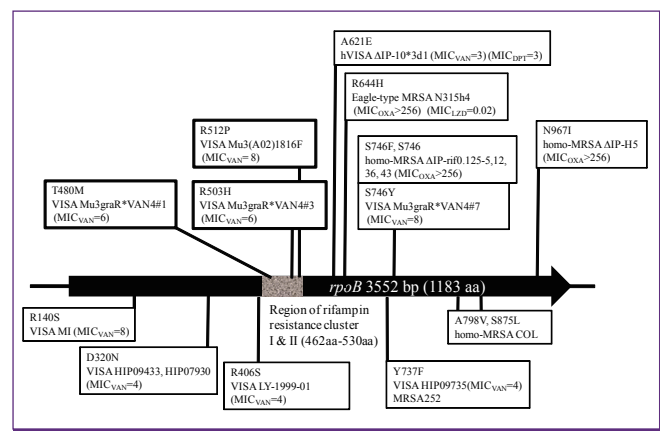 A621E
hVISA ΔIP-10*3d1 (MICVAN=3) (MICDPT=3)
R644H
Eagle-type MRSA N315h4
(MICOXA>256) (MICLZD=0.02)
R512P
VISA Mu3(A02)1816F
(MICVAN= 8)
S746F, S746
homo-MRSA ΔIP-rif0.125-5,12,
36, 43 (MICOXA>256)
N967I
homo-MRSA ΔIP-H5
(MICOXA>256)
T480M
VISA Mu3graR*VAN4#1
(MICVAN=6)
R503H
VISA Mu3graR*VAN4#3
(MICVAN=6)
S746Y
VISA Mu3graR*VAN4#7
(MICVAN=8)
rpoB 3552 bp (1183 aa)
R140S
VISA MI (MICVAN=8)
Region of rifampin
resistance cluster
I & II (462aa-530aa)
A798V, S875L
homo-MRSA COL
D320N
VISA HIP09433, HIP07930
(MICVAN=4)
R406S
VISA LY-1999-01
(MICVAN=4)
Y737F
VISA HIP09735(MICVAN=4)
MRSA252